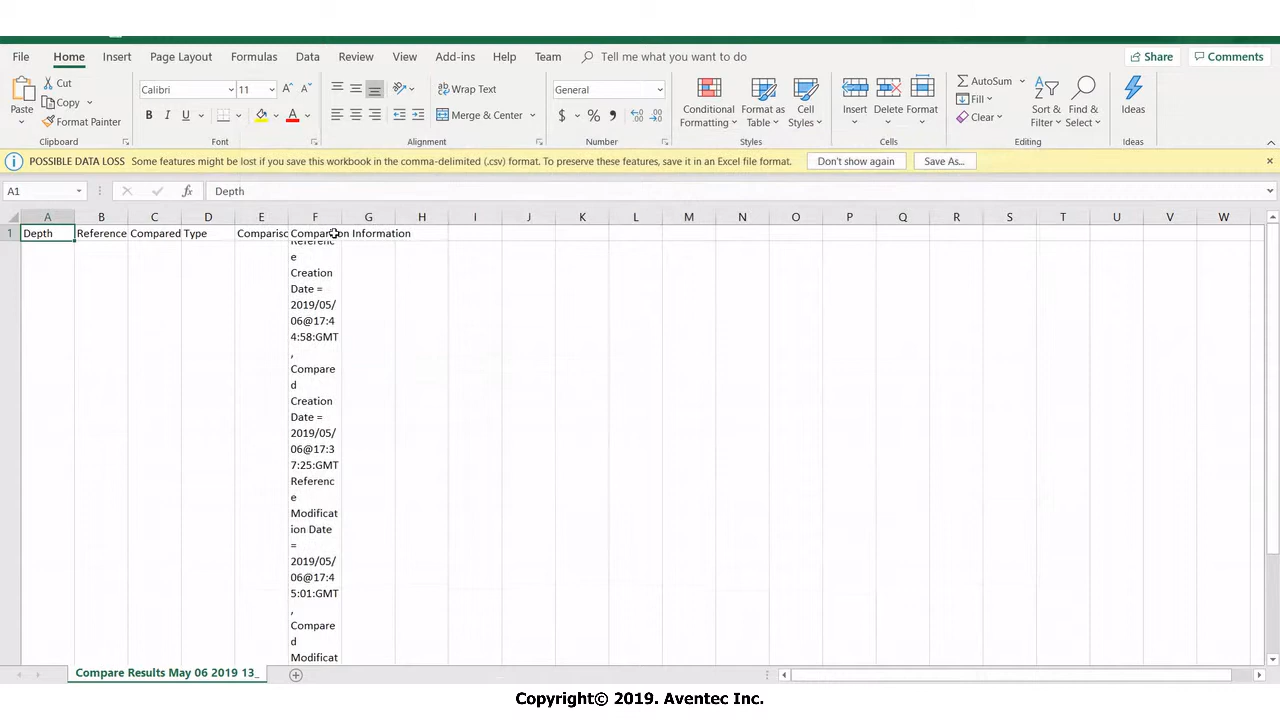 File Home Insert Page Layout Formulas Data Review View Add-ins Help Team Tell me what you want to do Share Comments
Paste
Cut
Copy
Format Painter
Clipboard
Calibri 11
B I U
Font
Wrap Text
Merge & Center
Alignment
General
$ % ,
Number
Conditional Formatting
Format as Table
Cell Styles
Styles
Insert Delete Format
Cells
AutoSum
Fill
Clear
Sort & Filter
Find & Select
Editing
Ideas
Ideas
POSSIBLE DATA LOSS Some features might be lost if you save this workbook in the comma-delimited (.csv) format. To preserve these features, save it in an Excel file format. Don't show again Save As...
A1 fx Depth
A B C D E F G H I J K L M N O P Q R S T U V W
1 Depth Reference Compared Type Comparisc Comparison Information
Referenc
e
Creation
Date =
2019/05/
06@17:4
4:58:GMT
,
Compare
d
Creation
Date =
2019/05/
06@17:3
7:25:GMT
Referenc
e
Modificat
ion Date
=
2019/05/
06@17:4
5:01:GMT
,
Compare
d
Modificat
Compare Results May 06 2019 13_
Copyright© 2019. Aventec Inc.